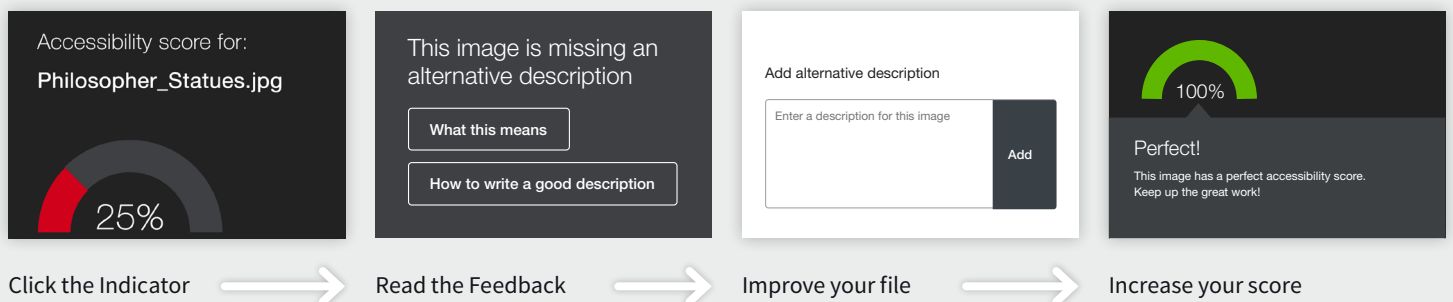 Accessibility score for:
Philosopher_Statues.jpg
25%
Click the Indicator
This image is missing an
alternative description
What this means
How to write a good description
Read the Feedback
Add alternative description
Enter a description for this image
Add
Improve your file
100%
Perfect!
This image has a perfect accessibility score.
Keep up the great work!
Increase your score